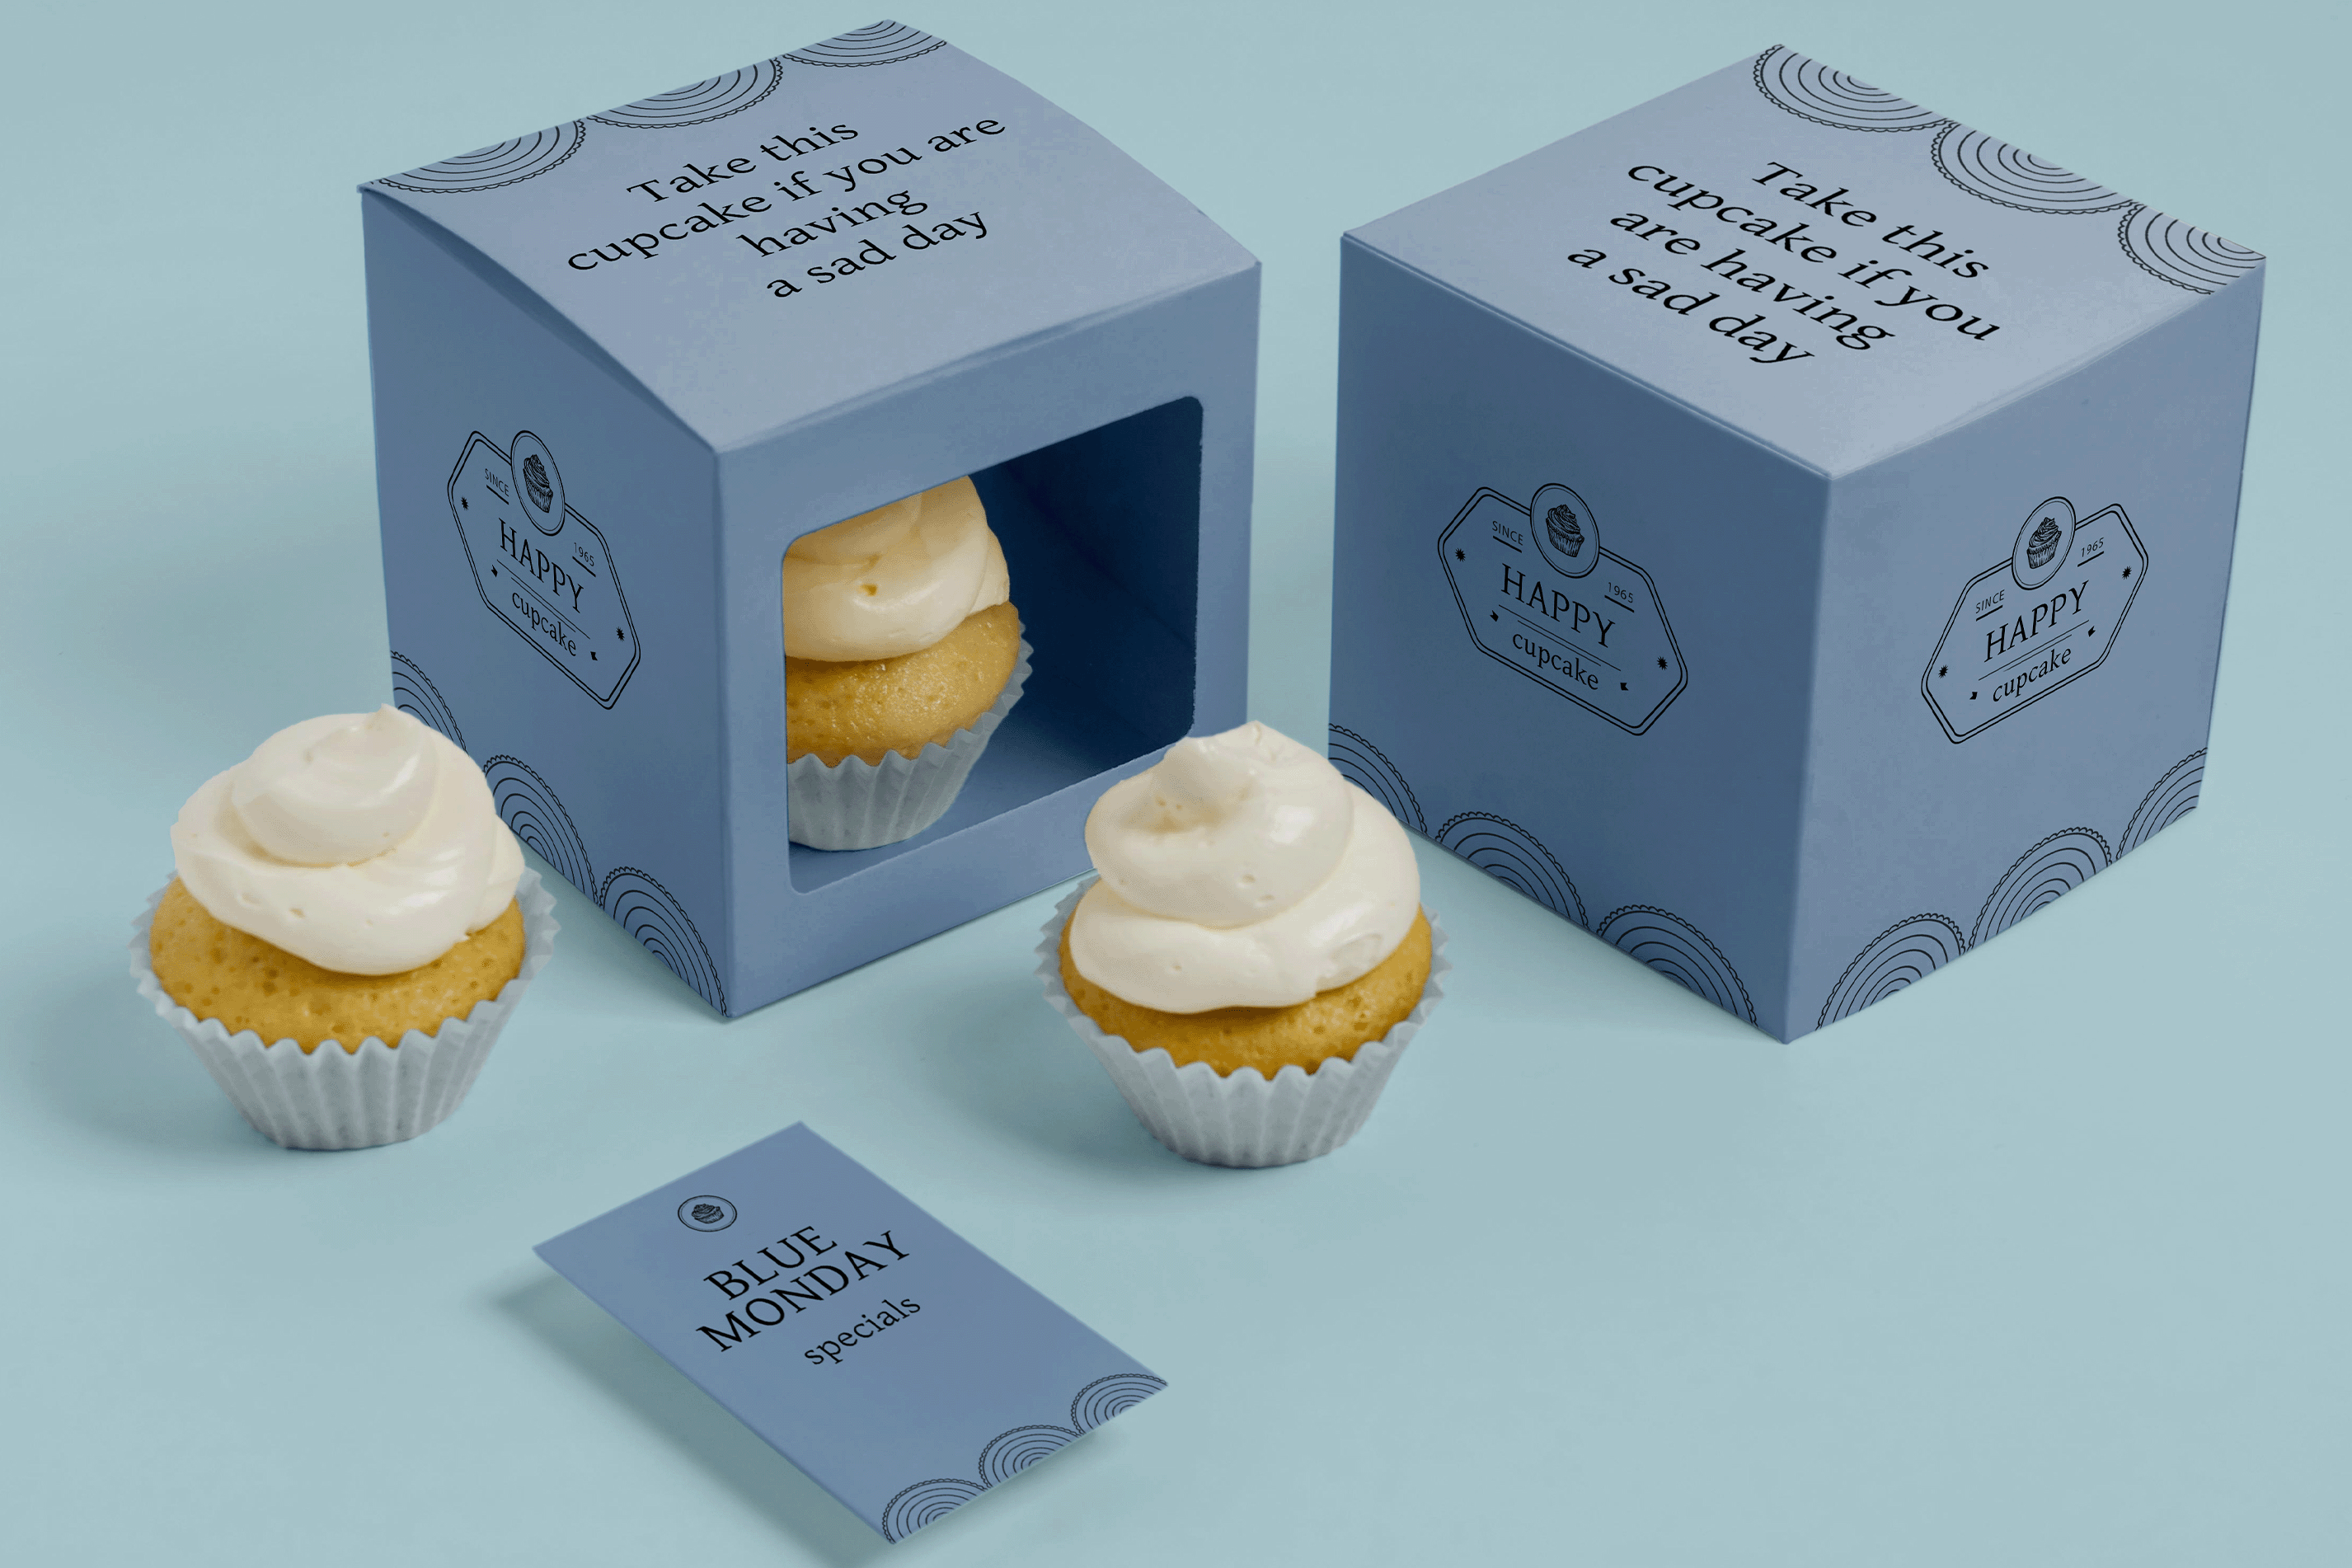 Take this
cupcake if you are
having
a sad day
SINCE
1965
HAPPY
cupcake
Take this
cupcake if you
are having
a sad day
SINCE
1965
HAPPY
cupcake
SINCE
1965
HAPPY
cupcake
BLUE
MONDAY
specials